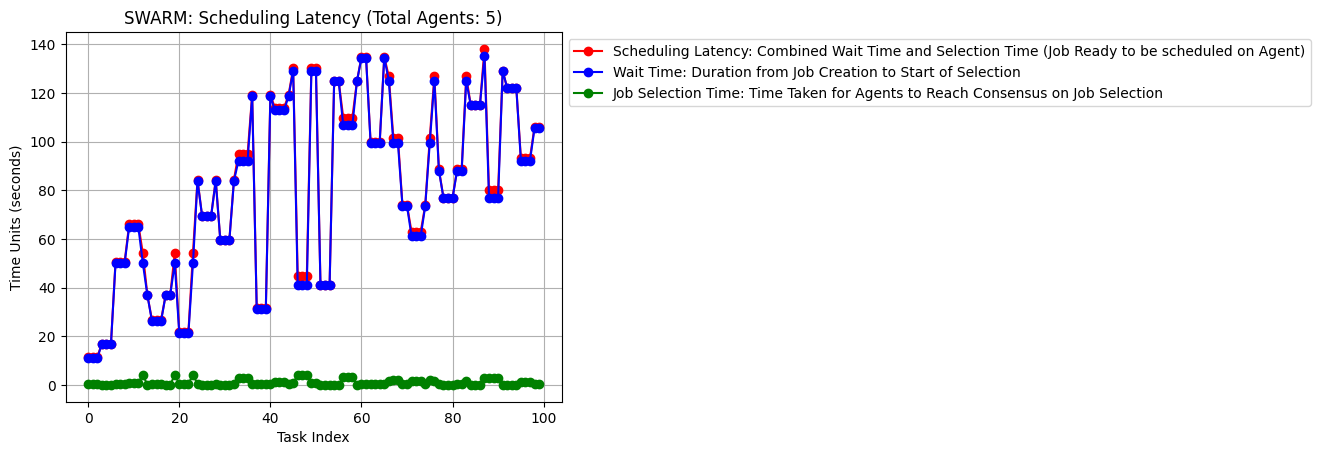 SWARM: Scheduling Latency (Total Agents: 5)
Scheduling Latency: Combined Wait Time and Selection Time (Job Ready to be scheduled on Agent)
Wait Time: Duration from Job Creation to Start of Selection
Job Selection Time: Time Taken for Agents to Reach Consensus on Job Selection
Time Units (seconds)
140
120
100
80
60
40
20
0
0 20 40 60 80 100
Task Index